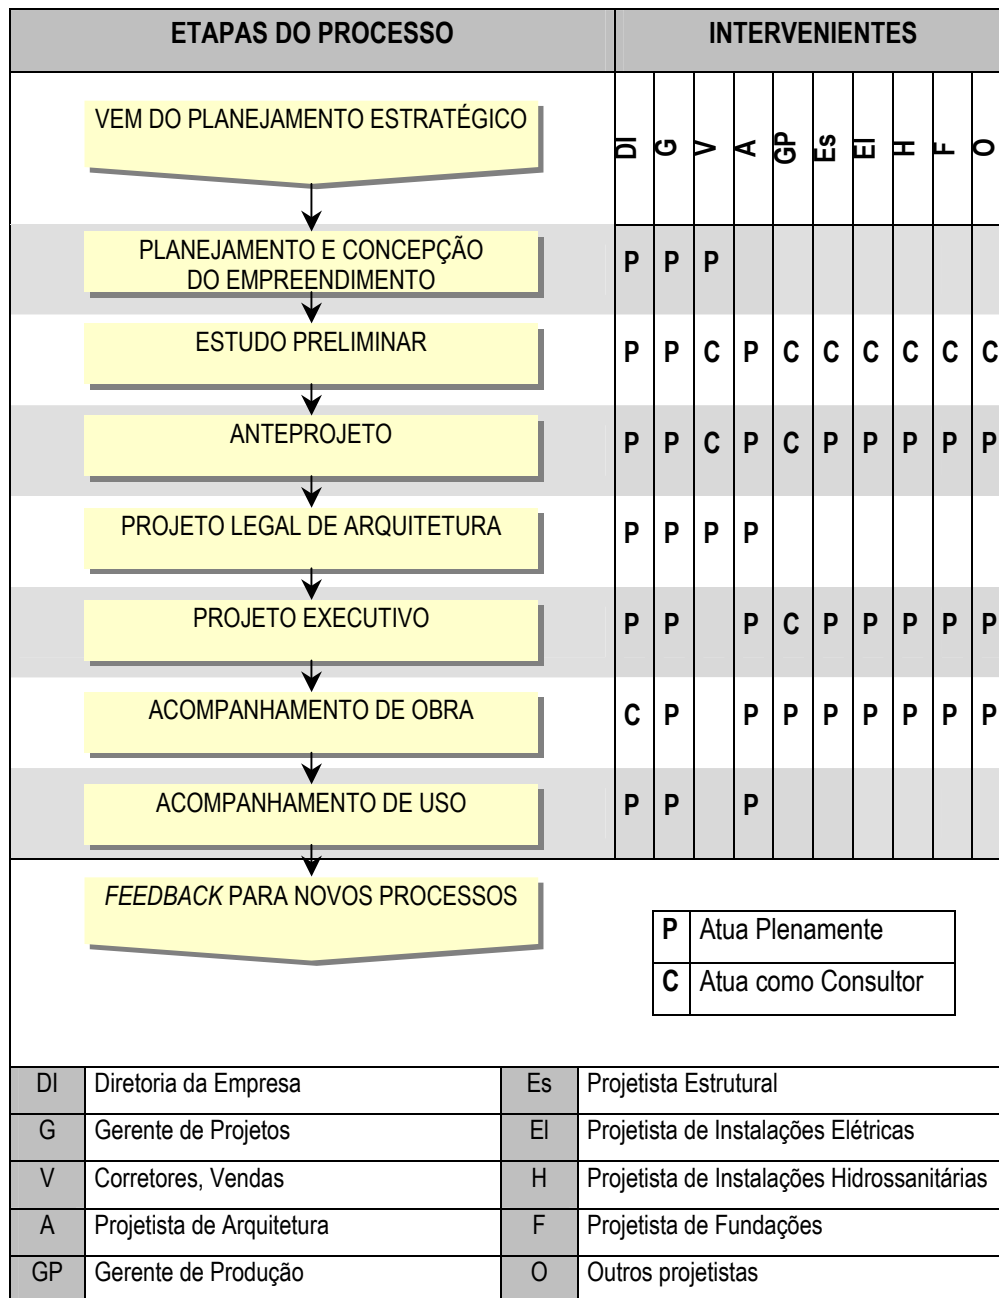 ETAPAS DO PROCESSO INTERVENIENTES
VEM DO PLANEJAMENTO ESTRATÉGICO
DI G V A GP Es El H F O
PLANEJAMENTO E CONCEPÇÃO
DO EMPREENDIMENTO
P P P
ESTUDO PRELIMINAR
P P C P C C C C C C
ANTEPROJETO
P P C P C P P P P P
PROJETO LEGAL DE ARQUITETURA
P P P P
PROJETO EXECUTIVO
P P P C P P P P P
ACOMPANHAMENTO DE OBRA
C P P P P P P P P
ACOMPANHAMENTO DE USO
P P P
FEEDBACK PARA NOVOS PROCESSOS
P Atua Plenamente
C Atua como Consultor
DI Diretoria da Empresa Es Projetista Estrutural
G Gerente de Projetos El Projetista de Instalações Elétricas
V Corretores, Vendas H Projetista de Instalações Hidrossanitárias
A Projetista de Arquitetura F Projetista de Fundações
GP Gerente de Produção O Outros projetistas